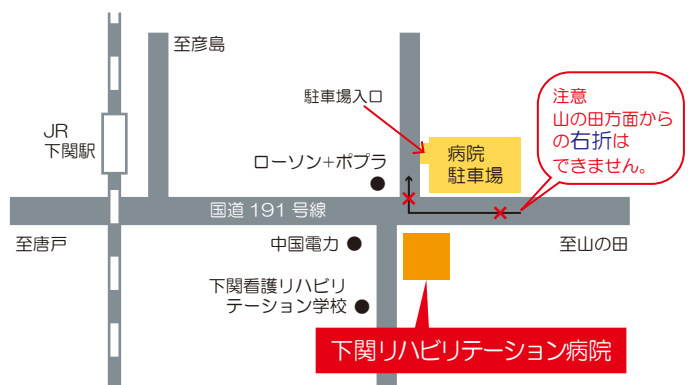 至彦島
駐車場入口
注意
山の田方面から
の右折は
できません。
JR
下関駅
病院
駐車場
ローソン+ポプラ
国道 191 号線
至唐戸
中国電力
至山の田
下関看護リハビリ
テーション学校
下関リハビリテーション病院